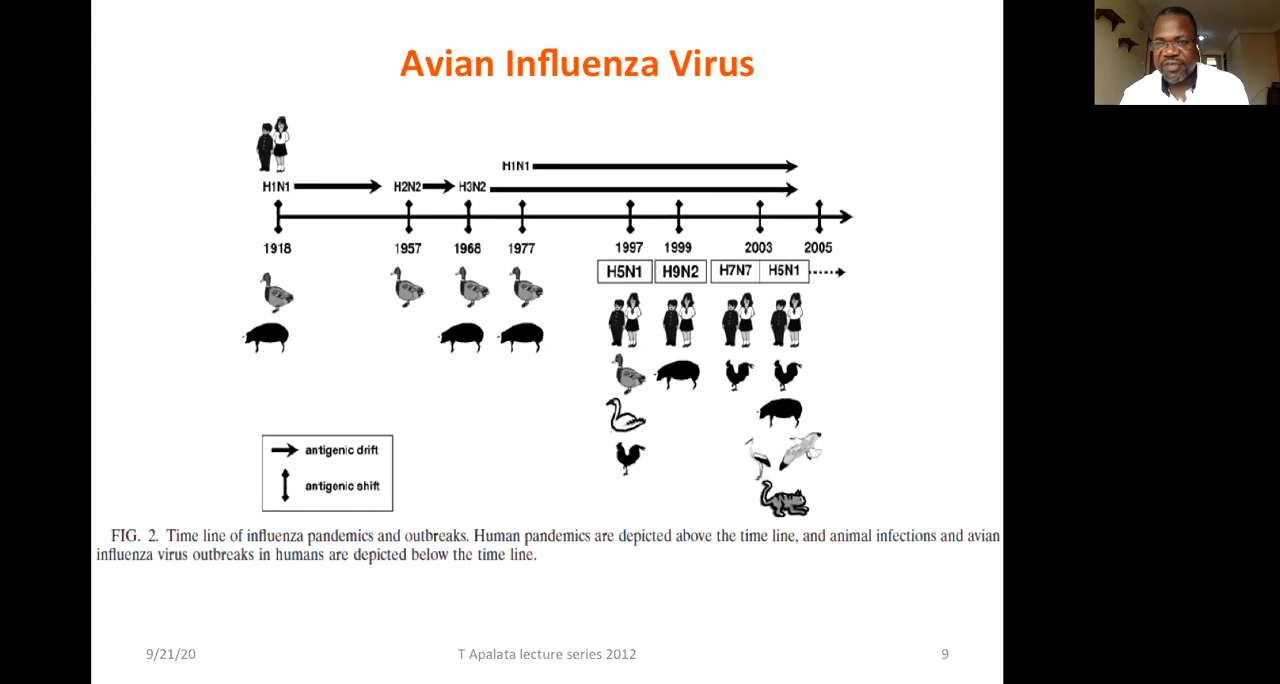 Avian Influenza Virus
H1N1
H1N1 H2N2 H3N2
1918 1957 1968 1977 1997 1999 2003 2005
H5N1 H9N2 H7N7 H5N1
antigenic drift
antigenic shift
FIG. 2. Time line of influenza pandemics and outbreaks. Human pandemics are depicted above the time line, and animal infections and avian
influenza virus outbreaks in humans are depicted below the time line.
9/21/20 T Apalata lecture series 2012 9